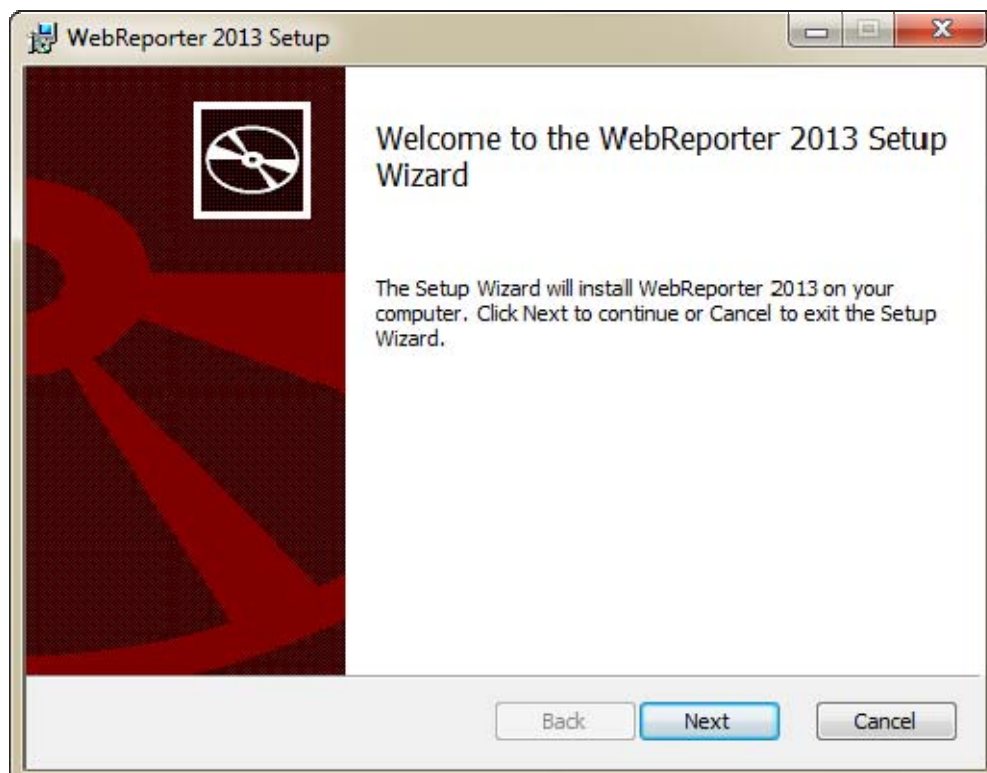 WebReporter 2013 Setup
Welcome to the WebReporter 2013 Setup
Wizard
The Setup Wizard will install WebReporter 2013 on your
computer. Click Next to continue or Cancel to exit the Setup
Wizard.
Back Next Cancel